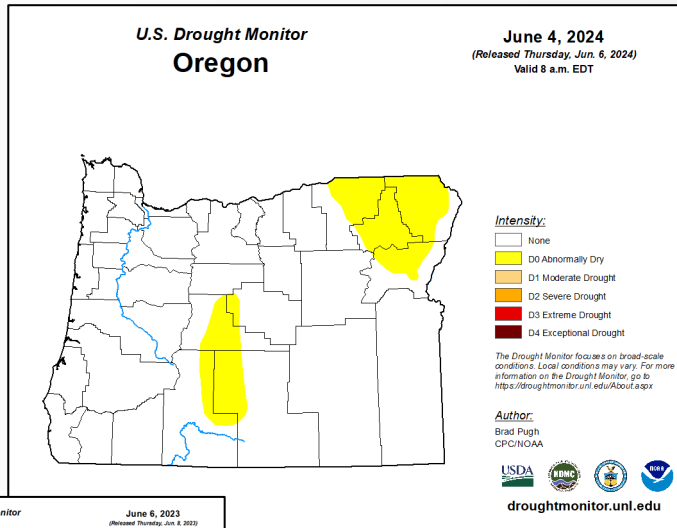 U.S. Drought Monitor
Oregon
June 4, 2024
(Released Thursday, Jun. 6, 2024)
Valid 8 a.m. EDT
Intensity:
None
D0 Abnormally Dry
D1 Moderate Drought
D2 Severe Drought
D3 Extreme Drought
D4 Exceptional Drought
The Drought Monitor focuses on broad-scale
conditions. Local conditions may vary. For more
information on the Drought Monitor, go to
https://droughtmonitor.unl.edu/About.aspx
Author:
Brad Pugh
CPC/NOAA
USDA
NDMC
NOAA
droughtmonitor.unl.edu
onitor
June 6, 2023
(Released Thursday, Jun. 8, 2023)